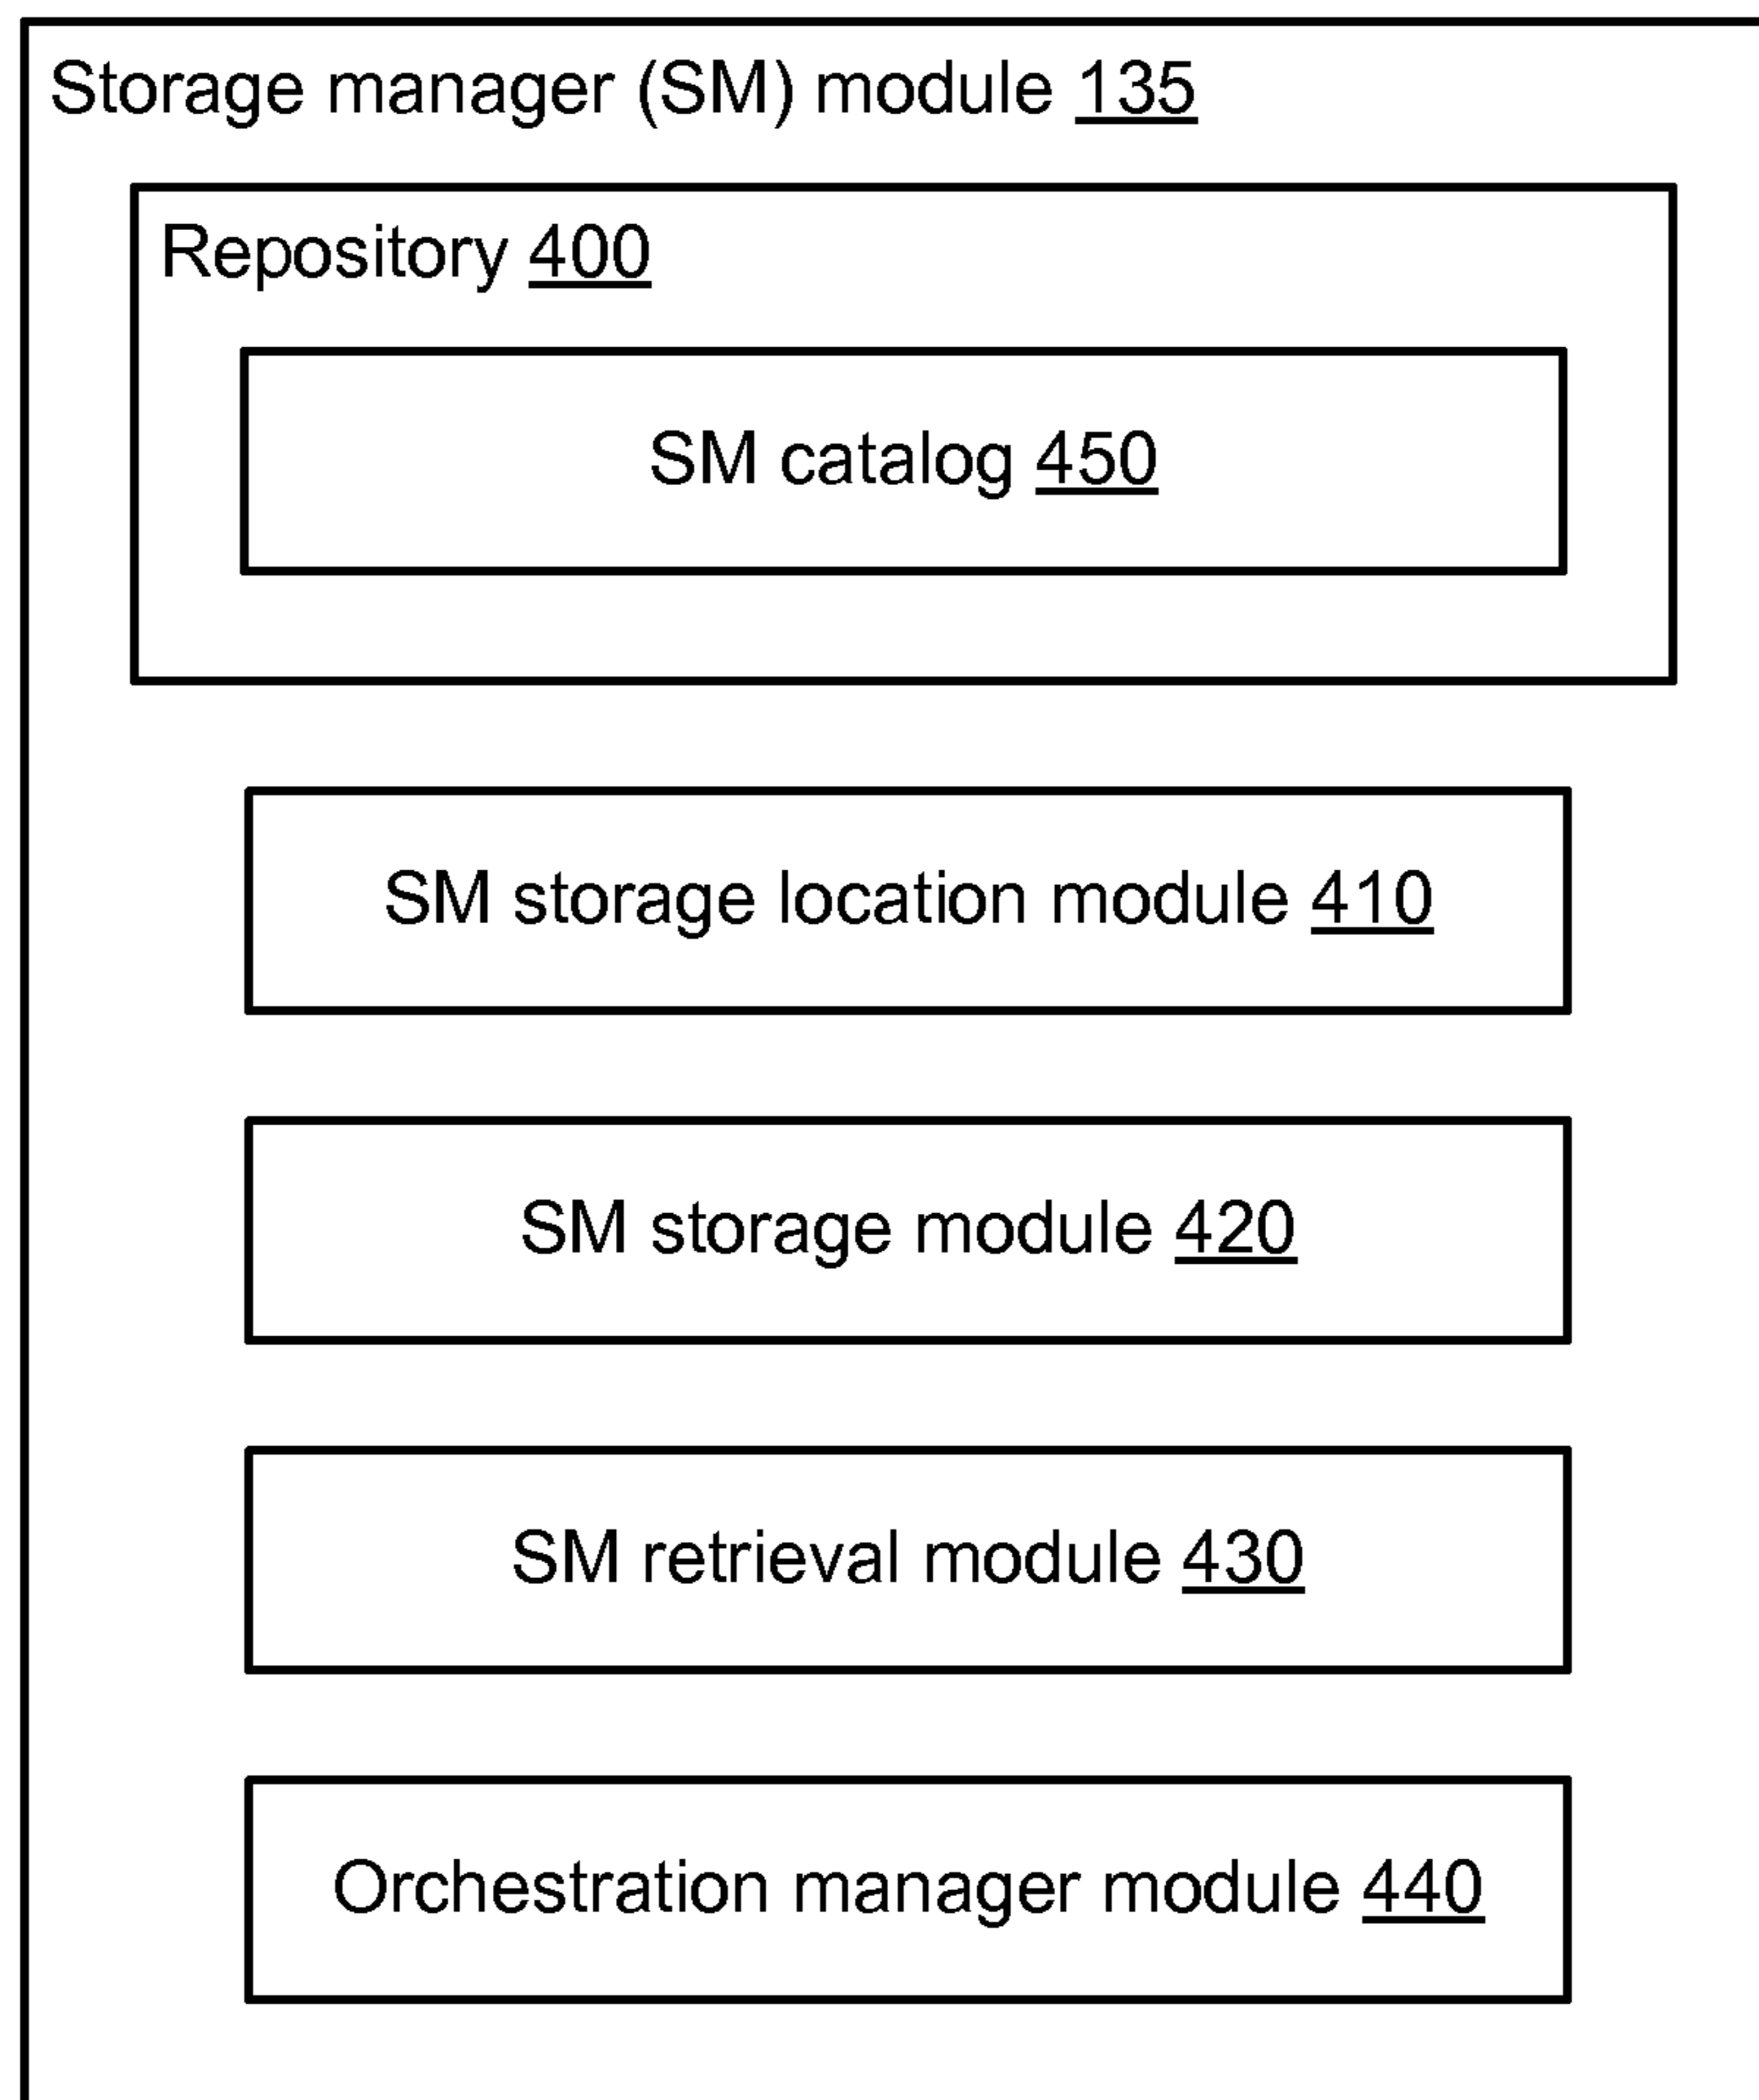 Storage manager (SM) module 135
Repository 400
SM catalog 450
SM storage location module 410
SM storage module 420
SM retrieval module 430
Orchestration manager module 440